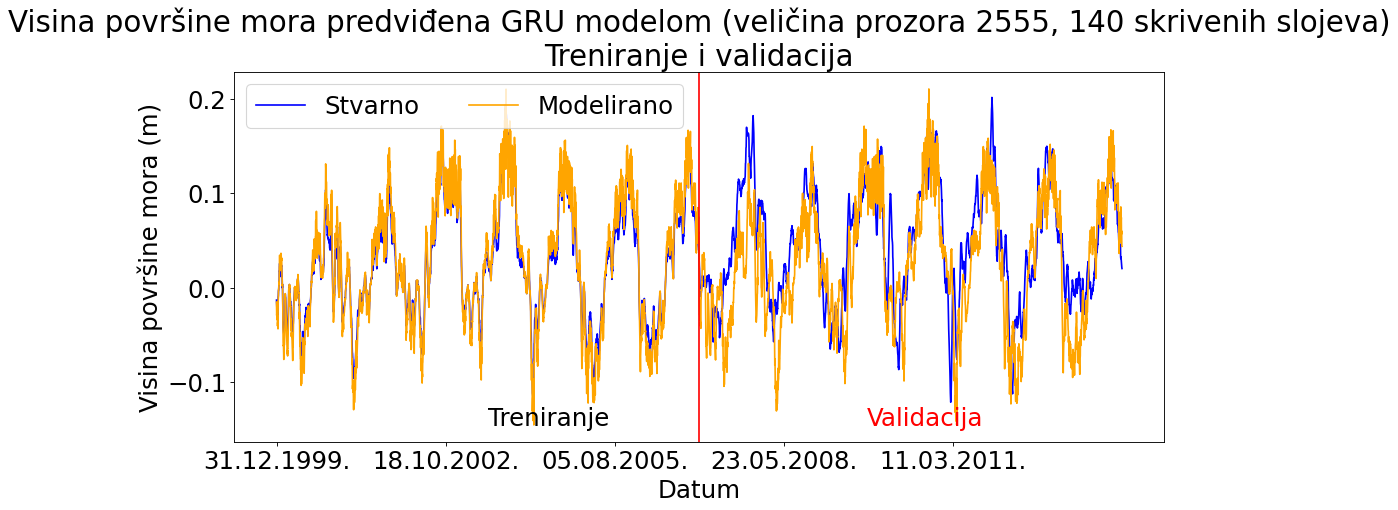 Visina površine mora predviđena GRU modelom (veličina prozora 2555, 140 skrivenih slojeva)
Treniranje i validacija
Stvarno
Modelirano
Visina površine mora (m)
0.2
0.1
0.0
−0.1
Treniranje
Validacija
31.12.1999.
18.10.2002.
05.08.2005.
23.05.2008.
11.03.2011.
Datum